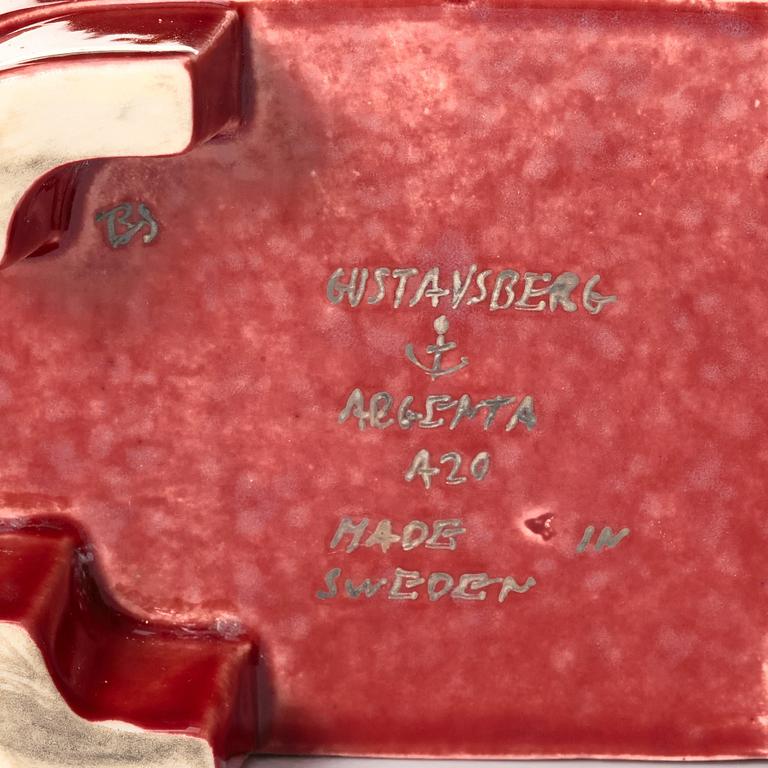 BS
GUSTAVSBERG
ARGENTA
A20
MADE IN
SWEDEN